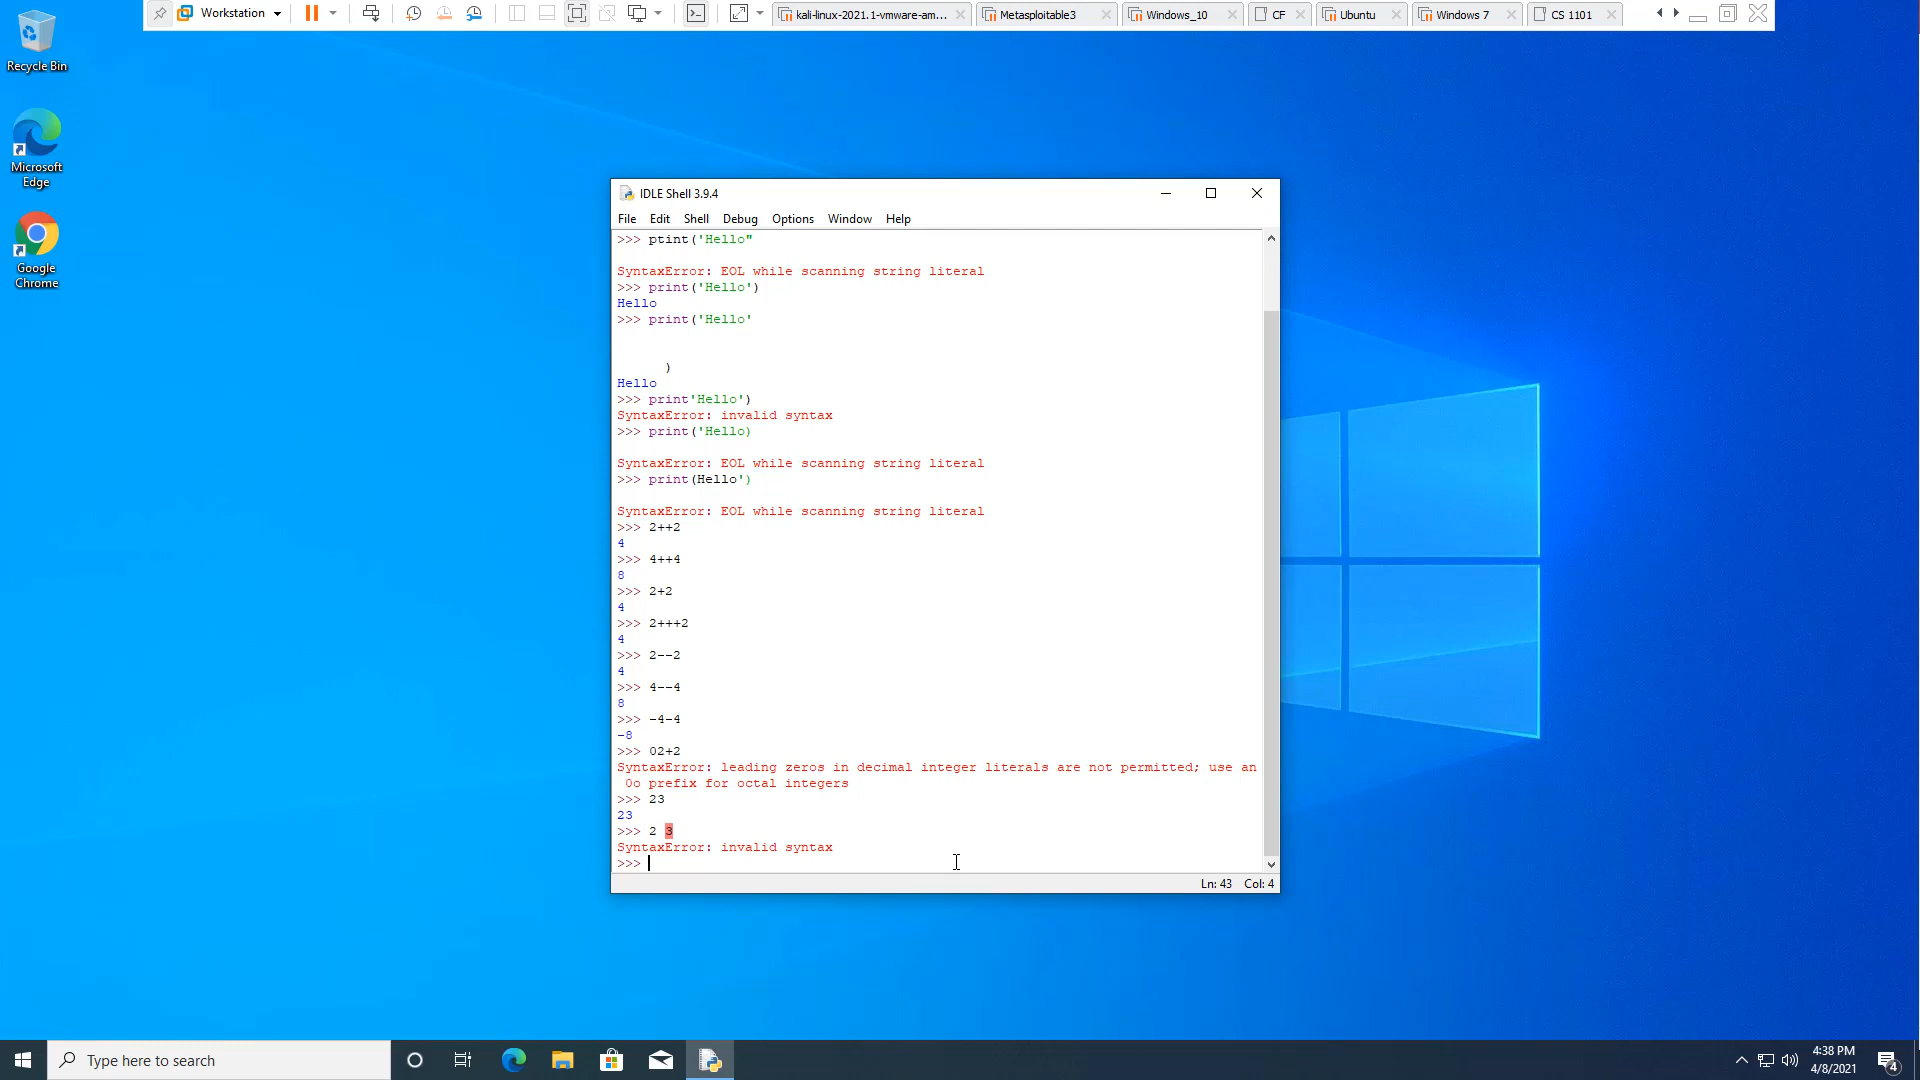 Workstation
kali-linux-2021.1-vmware-am...
Metasploitable3
Windows_10
CF
Ubuntu
Windows 7
CS 1101
Recycle Bin
Microsoft
Edge
Google
Chrome
IDLE Shell 3.9.4
File Edit Shell Debug Options Window Help
>>> ptint('Hello"
SyntaxError: EOL while scanning string literal
>>> print('Hello')
Hello
>>> print('Hello'
)
Hello
>>> print'Hello')
SyntaxError: invalid syntax
>>> print('Hello)
SyntaxError: EOL while scanning string literal
>>> print(Hello')
SyntaxError: EOL while scanning string literal
>>> 2++2
4
>>> 4++4
8
>>> 2+2
4
>>> 2+++2
4
>>> 2--2
4
>>> 4--4
8
>>> -4-4
-8
>>> 02+2
SyntaxError: leading zeros in decimal integer literals are not permitted; use an
0o prefix for octal integers
>>> 23
23
>>> 2 3
SyntaxError: invalid syntax
>>>
Ln: 43 Col: 4
Type here to search
4:38 PM
4/8/2021
4